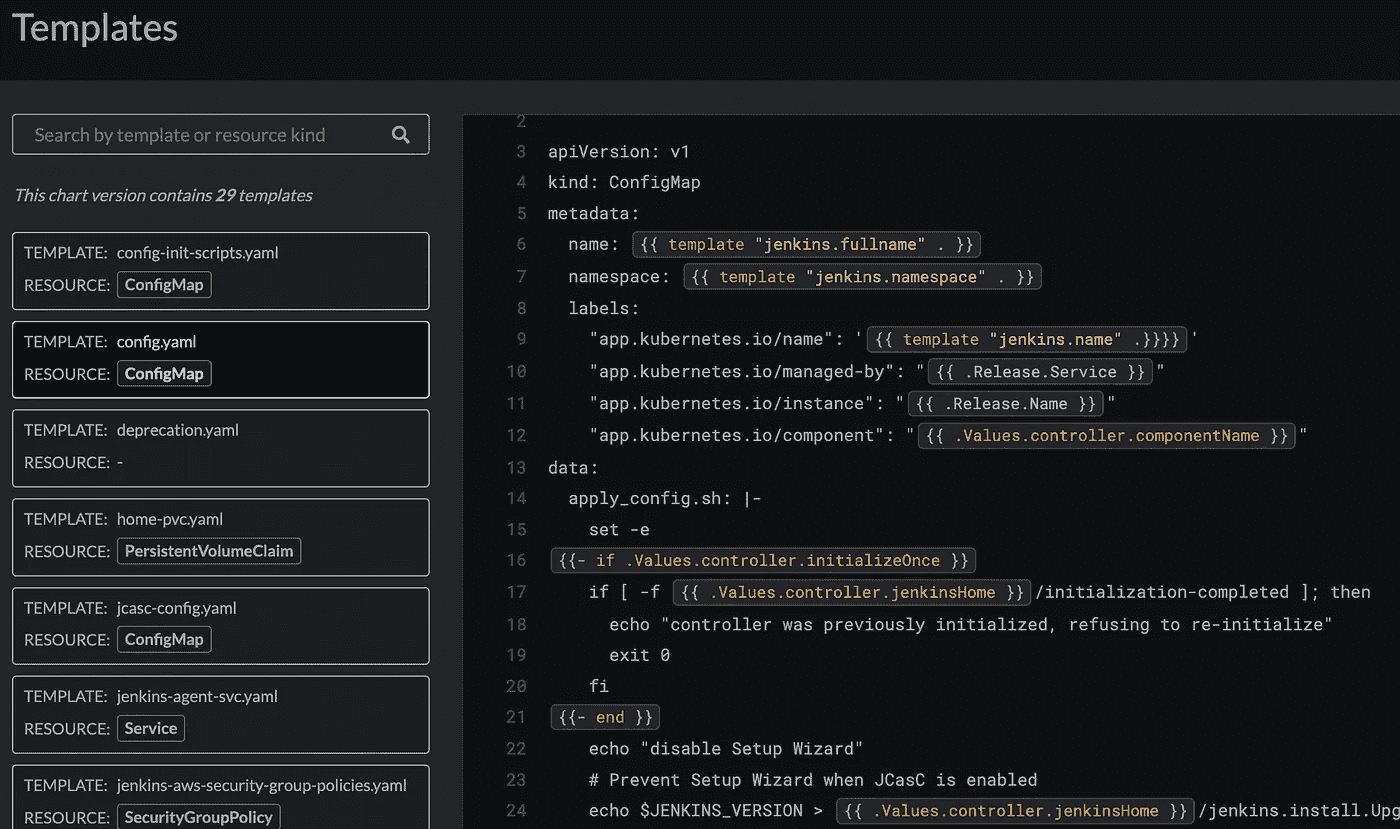 Templates
Search by template or resource kind
This chart version contains 29 templates
TEMPLATE: config-init-scripts.yaml
RESOURCE: ConfigMap
TEMPLATE: config.yaml
RESOURCE: ConfigMap
TEMPLATE: deprecation.yaml
RESOURCE: -
TEMPLATE: home-pvc.yaml
RESOURCE: PersistentVolumeClaim
TEMPLATE: jcasc-config.yaml
RESOURCE: ConfigMap
TEMPLATE: jenkins-agent-svc.yaml
RESOURCE: Service
TEMPLATE: jenkins-aws-security-group-policies.yaml
RESOURCE: SecurityGroupPolicy
2
3 apiVersion: v1
4 kind: ConfigMap
5 metadata:
6   name: {{ template "jenkins.fullname" . }}
7   namespace: {{ template "jenkins.namespace" . }}
8   labels:
9     "app.kubernetes.io/name": '{{ template "jenkins.name" .}}}}'
10     "app.kubernetes.io/managed-by": "{{ .Release.Service }}"
11     "app.kubernetes.io/instance": "{{ .Release.Name }}"
12     "app.kubernetes.io/component": "{{ .Values.controller.componentName }}"
13 data:
14   apply_config.sh: |-
15     set -e
16 {{- if .Values.controller.initializeOnce }}
17     if [ -f {{ .Values.controller.jenkinsHome }}/initialization-completed ]; then
18       echo "controller was previously initialized, refusing to re-initialize"
19       exit 0
20     fi
21 {{- end }}
22     echo "disable Setup Wizard"
23     # Prevent Setup Wizard when JCasC is enabled
24     echo $JENKINS_VERSION > {{ .Values.controller.jenkinsHome }}/jenkins.install.Upg